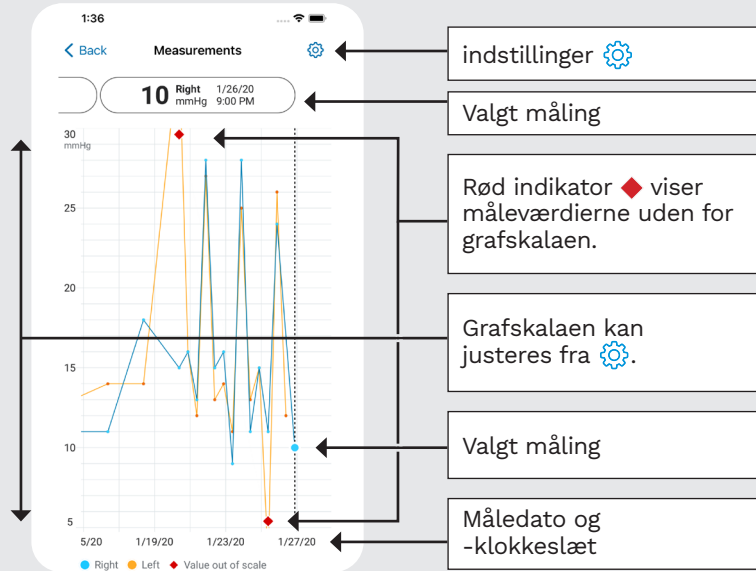 1:36
Back Measurements
10 Right 1/26/20
mmHg 9:00 PM
30
mmHg
25
20
15
10
5
5/20 1/19/20 1/23/20 1/27/20
Right Left Value out of scale
indstillinger
Valgt måling
Rød indikator viser
måleværdierne uden for
grafskalaen.
Grafskalaen kan
justeres fra .
Valgt måling
Måledato og
-klokkeslæt